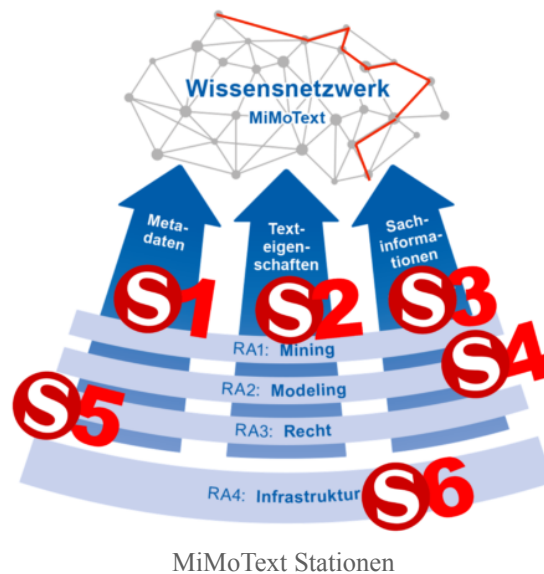 Wissensnetzwerk
MiMoText
Meta-
daten
Text-
eigen-
schaften
Sach-
informa-
tionen
S1
S2
S3
RA1: Mining
S4
RA2: Modeling
S5
RA3: Recht
RA4: Infrastruktur
S6
MiMoText Stationen